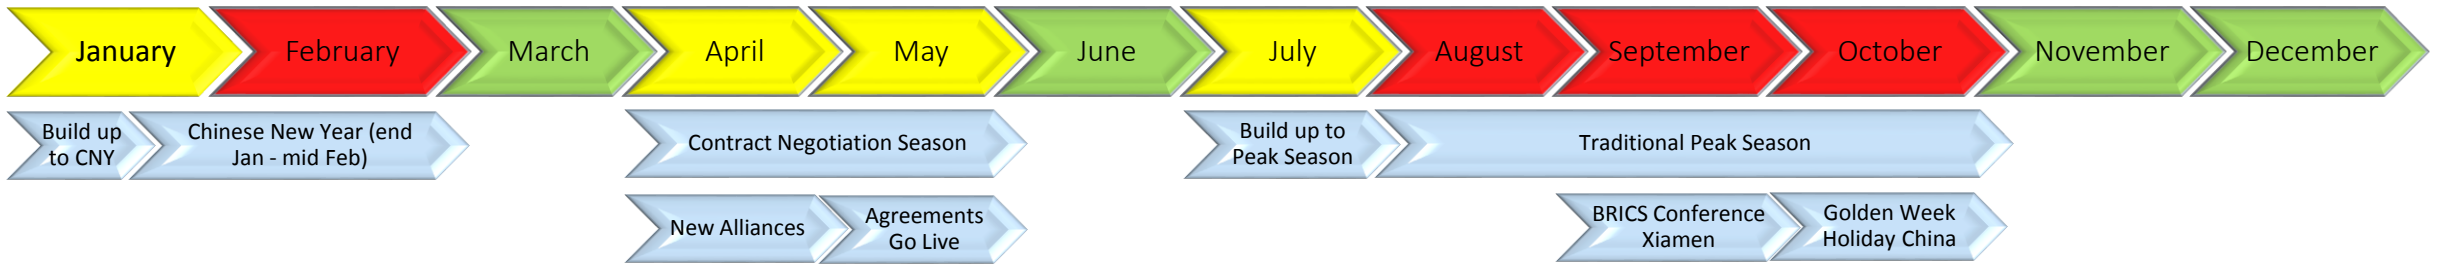 January
February
March
April
May
June
July
August
September
October
November
December
Build up
to CNY
Chinese New Year (end
Jan - mid Feb)
Contract Negotiation Season
Build up to
Peak Season
Traditional Peak Season
New Alliances
Agreements
Go Live
BRICS Conference
Xiamen
Golden Week
Holiday China